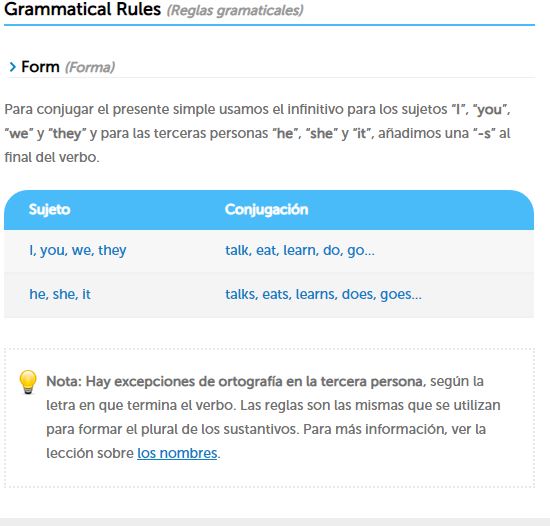 Grammatical Rules (Reglas gramaticales)
Form (Forma)
Para conjugar el presente simple usamos el infinitivo para los sujetos “I”, “you”,
“we” y “they” y para las terceras personas “he”, “she” y “it”, añadimos una “-s” al
final del verbo.
Sujeto Conjugación
I, you, we, they talk, eat, learn, do, go...
he, she, it talks, eats, learns, does, goes...
Nota: Hay excepciones de ortografía en la tercera persona, según la
letra en que termina el verbo. Las reglas son las mismas que se utilizan
para formar el plural de los sustantivos. Para más información, ver la
lección sobre los nombres.